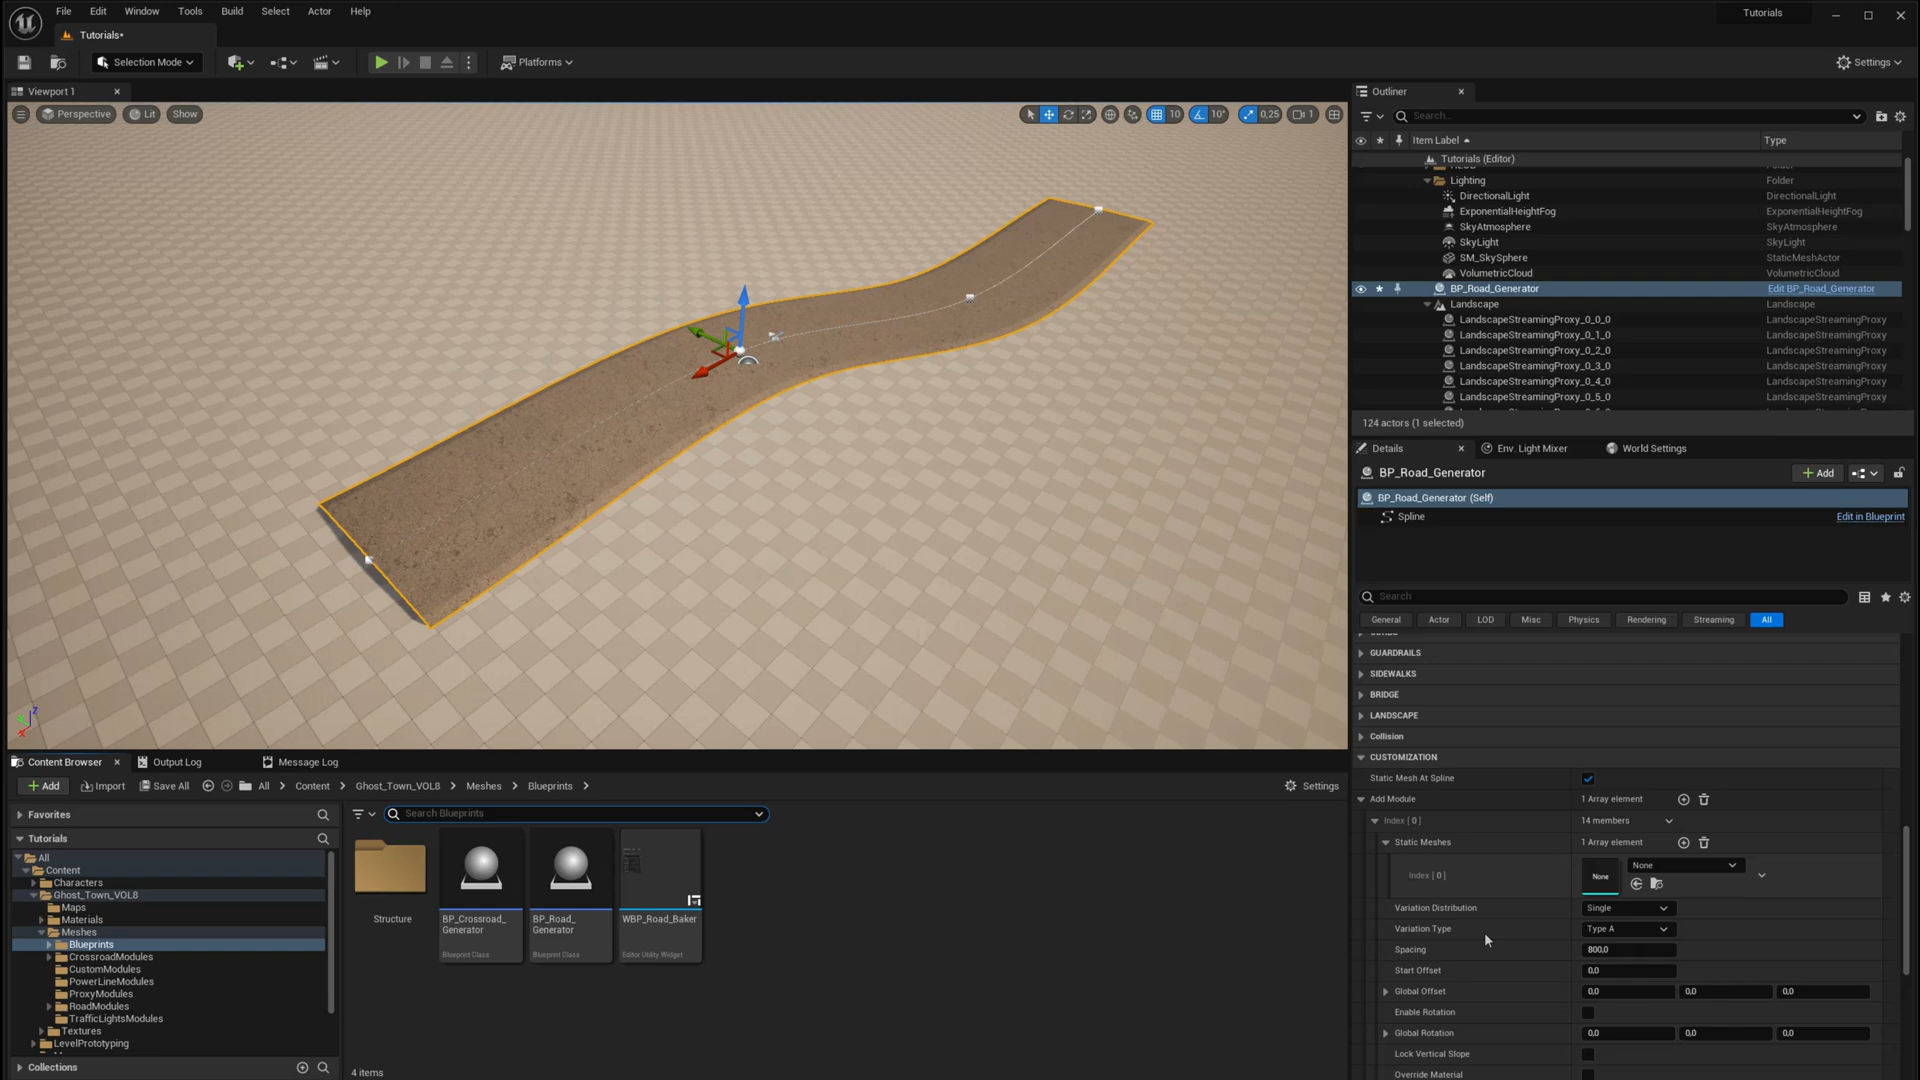 File Edit Window Tools Build Select Actor Help
Tutorials
Tutorials•
Selection Mode
Platforms
Settings
Viewport 1
Perspective
Lit
Show
10
10°
0,25
1
Outliner
Search...
Item Label
Type
Tutorials (Editor)
Lighting Folder
DirectionalLight DirectionalLight
ExponentialHeightFog ExponentialHeightFog
SkyAtmosphere SkyAtmosphere
SkyLight SkyLight
SM_SkySphere StaticMeshActor
VolumetricCloud VolumetricCloud
BP_Road_Generator Edit BP_Road_Generator
Landscape Landscape
LandscapeStreamingProxy_0_0_0 LandscapeStreamingProxy
LandscapeStreamingProxy_0_1_0 LandscapeStreamingProxy
LandscapeStreamingProxy_0_2_0 LandscapeStreamingProxy
LandscapeStreamingProxy_0_3_0 LandscapeStreamingProxy
LandscapeStreamingProxy_0_4_0 LandscapeStreamingProxy
LandscapeStreamingProxy_0_5_0 LandscapeStreamingProxy
124 actors (1 selected)
Details
Env. Light Mixer
World Settings
BP_Road_Generator
Add
BP_Road_Generator (Self)
Spline
Edit in Blueprint
Search
General Actor LOD Misc Physics Rendering Streaming All
GUARDRAILS
SIDEWALKS
BRIDGE
LANDSCAPE
Collision
CUSTOMIZATION
Static Mesh At Spline
Add Module 1 Array element
Index [ 0 ] 14 members
Static Meshes 1 Array element
Index [ 0 ] None None
Variation Distribution Single
Variation Type Type A
Spacing 800,0
Start Offset 0,0
Global Offset 0,0 0,0 0,0
Enable Rotation
Global Rotation 0,0 0,0 0,0
Lock Vertical Slope
Override Material
Z
X
Content Browser
Output Log
Message Log
Add
Import
Save All
All
Content
Ghost_Town_VOL8
Meshes
Blueprints
Settings
Favorites
Tutorials
All
Content
Characters
Ghost_Town_VOL8
Maps
Materials
Meshes
Blueprints
CrossroadModules
CustomModules
PowerLineModules
ProxyModules
RoadModules
TrafficLightsModules
Textures
LevelPrototyping
Collections
Search Blueprints
Structure
BP_Crossroad_
Generator
Blueprint Class
BP_Road_
Generator
Blueprint Class
WBP_Road_Baker
Editor Utility Widget
4 items